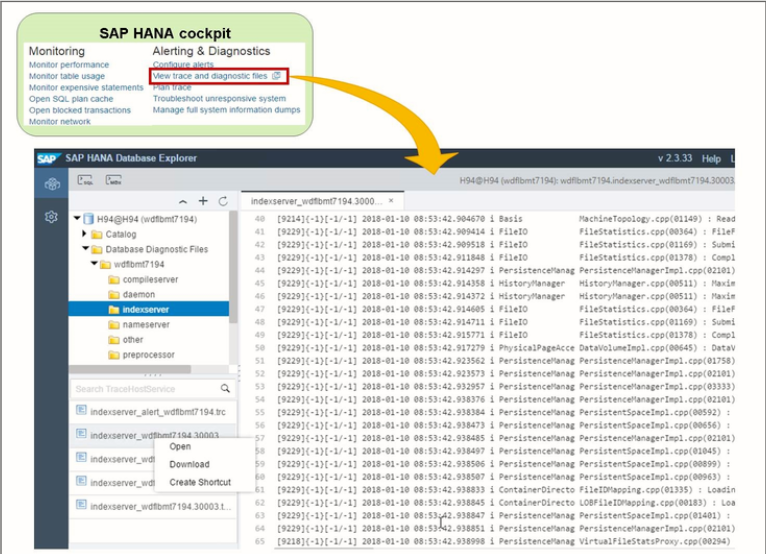 SAP HANA cockpit
Monitoring
Monitor performance
Monitor table usage
Monitor expensive statements
Open SQL plan cache
Open blocked transactions
Monitor network
Alerting & Diagnostics
Configure alerts
View trace and diagnostic files
Plan trace
Troubleshoot unresponsive system
Manage full system information dumps
SAP SAP HANA Database Explorer
v 2.3.33 Help
H94@H94 (wdflbmt7194): wdflbmt7194.indexserver_wdflbmt7194.30003.
H94@H94 (wdflbmt7194)
Catalog
Database Diagnostic Files
wdflbmt7194
compileserver
daemon
indexserver
nameserver
other
preprocessor
Search TraceHostService
indexserver_alert_wdflbmt7194.trc
indexserver_wdflbmt7194.30003....
indexserver_wdf
indexserver_wdf
indexserver_wdflbmt7194.30003.t...
Open
Download
Create Shortcut
indexserver_wdflbmt7194.3000... ×
40 [9214]{-1}[-1/-1] 2018-01-10 08:53:42.904670 i Basis MachineTopology.cpp(01149) : Read
41 [9229]{-1}[-1/-1] 2018-01-10 08:53:42.909414 i FileIO FileStatistics.cpp(00364) : FileF
42 [9229]{-1}[-1/-1] 2018-01-10 08:53:42.909518 i FileIO FileStatistics.cpp(01169) : Submi
43 [9229]{-1}[-1/-1] 2018-01-10 08:53:42.911848 i FileIO FileStatistics.cpp(01378) : Compl
44 [9229]{-1}[-1/-1] 2018-01-10 08:53:42.914297 i PersistenceManag PersistenceManagerImpl.cpp(02101)
45 [9229]{-1}[-1/-1] 2018-01-10 08:53:42.914358 i HistoryManager HistoryManager.cpp(00511) : Maxim
46 [9229]{-1}[-1/-1] 2018-01-10 08:53:42.914372 i HistoryManager HistoryManager.cpp(00511) : Maxim
47 [9229]{-1}[-1/-1] 2018-01-10 08:53:42.914605 i FileIO FileStatistics.cpp(00364) : FileF
48 [9229]{-1}[-1/-1] 2018-01-10 08:53:42.914711 i FileIO FileStatistics.cpp(01169) : Submi
49 [9229]{-1}[-1/-1] 2018-01-10 08:53:42.915771 i FileIO FileStatistics.cpp(01378) : Compl
50 [9229]{-1}[-1/-1] 2018-01-10 08:53:42.917279 i PhysicalPageAcce DataVolumeImpl.cpp(00645) : DataV
51 [9229]{-1}[-1/-1] 2018-01-10 08:53:42.923562 i PersistenceManag PersistenceManagerImpl.cpp(01758)
52 [9229]{-1}[-1/-1] 2018-01-10 08:53:42.923573 i PersistenceManag PersistenceManagerImpl.cpp(02101)
53 [9229]{-1}[-1/-1] 2018-01-10 08:53:42.932957 i PersistenceManag PersistenceManagerImpl.cpp(03333)
54 [9229]{-1}[-1/-1] 2018-01-10 08:53:42.938376 i PersistenceManag PersistenceManagerImpl.cpp(02101)
55 [9229]{-1}[-1/-1] 2018-01-10 08:53:42.938384 i PersistenceManag PersistentSpaceImpl.cpp(00592) :
56 [9229]{-1}[-1/-1] 2018-01-10 08:53:42.938473 i PersistenceManag PersistentSpaceImpl.cpp(00656) :
57 [9229]{-1}[-1/-1] 2018-01-10 08:53:42.938485 i PersistenceManag PersistenceManagerImpl.cpp(02101)
58 [9229]{-1}[-1/-1] 2018-01-10 08:53:42.938497 i PersistenceManag PersistentSpaceImpl.cpp(01045) :
59 [9229]{-1}[-1/-1] 2018-01-10 08:53:42.938506 i PersistenceManag PersistentSpaceImpl.cpp(00899) :
60 [9229]{-1}[-1/-1] 2018-01-10 08:53:42.938507 i PersistenceManag PersistentSpaceImpl.cpp(00963) :
61 [9229]{-1}[-1/-1] 2018-01-10 08:53:42.938833 i ContainerDirecto FileIDMapping.cpp(01335) : Loadin
62 [9229]{-1}[-1/-1] 2018-01-10 08:53:42.938845 i ContainerDirecto LOBFileIDMapping.cpp(00183) : Loa
63 [9229]{-1}[-1/-1] 2018-01-10 08:53:42.938847 i PersistenceManag PersistentSpaceImpl.cpp(01401) :
64 [9229]{-1}[-1/-1] 2018-01-10 08:53:42.938851 i PersistenceManag PersistenceManagerImpl.cpp(02101)
65 [9218]{-1}[-1/-1] 2018-01-10 08:53:42.938998 i PersistenceManag VirtualFileStatsProxy.cpp(00294)